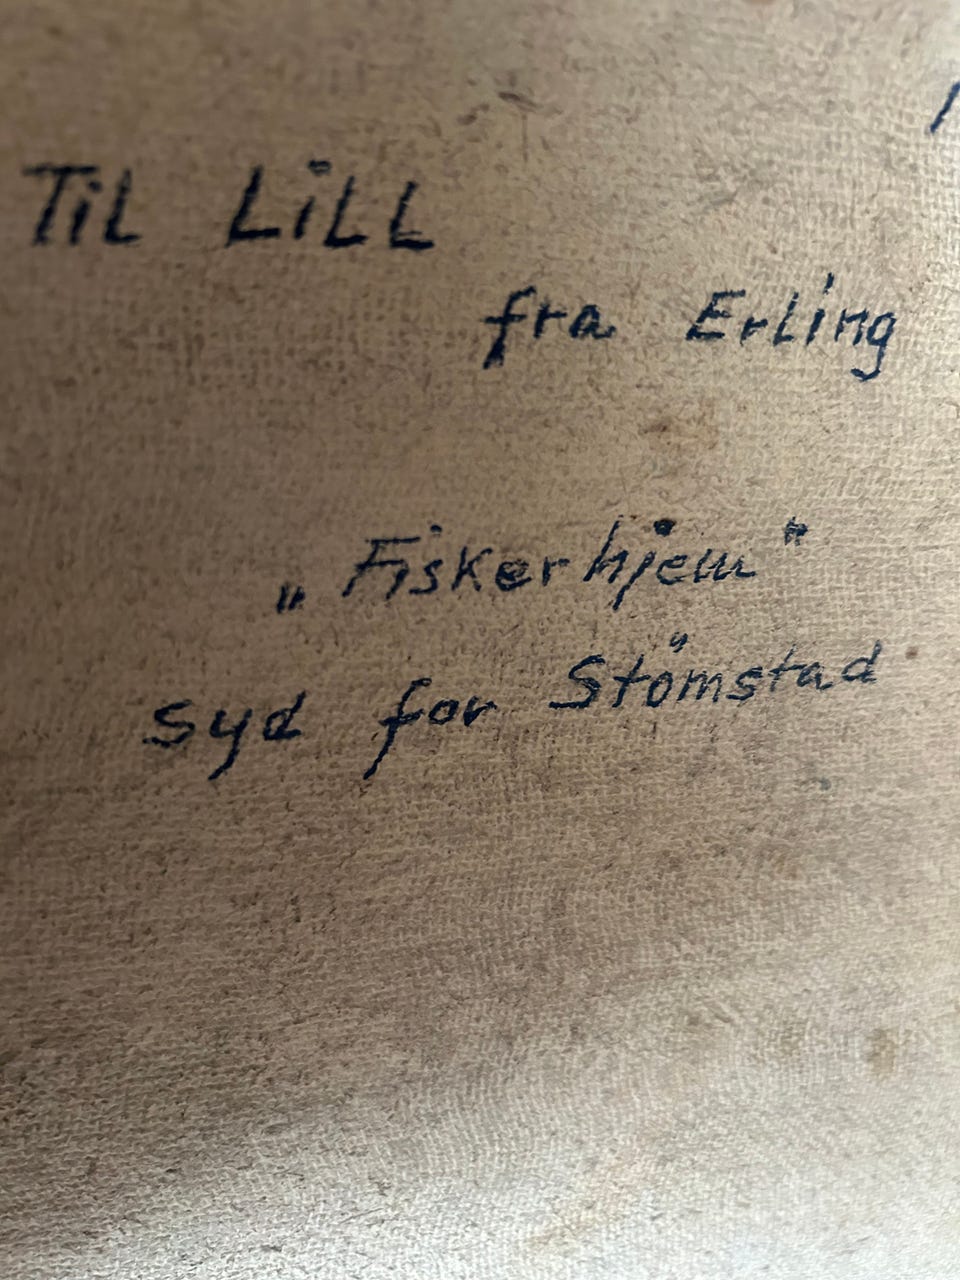 Til Lill
fra Erling
„Fiskerhjem"
syd for Stömstad